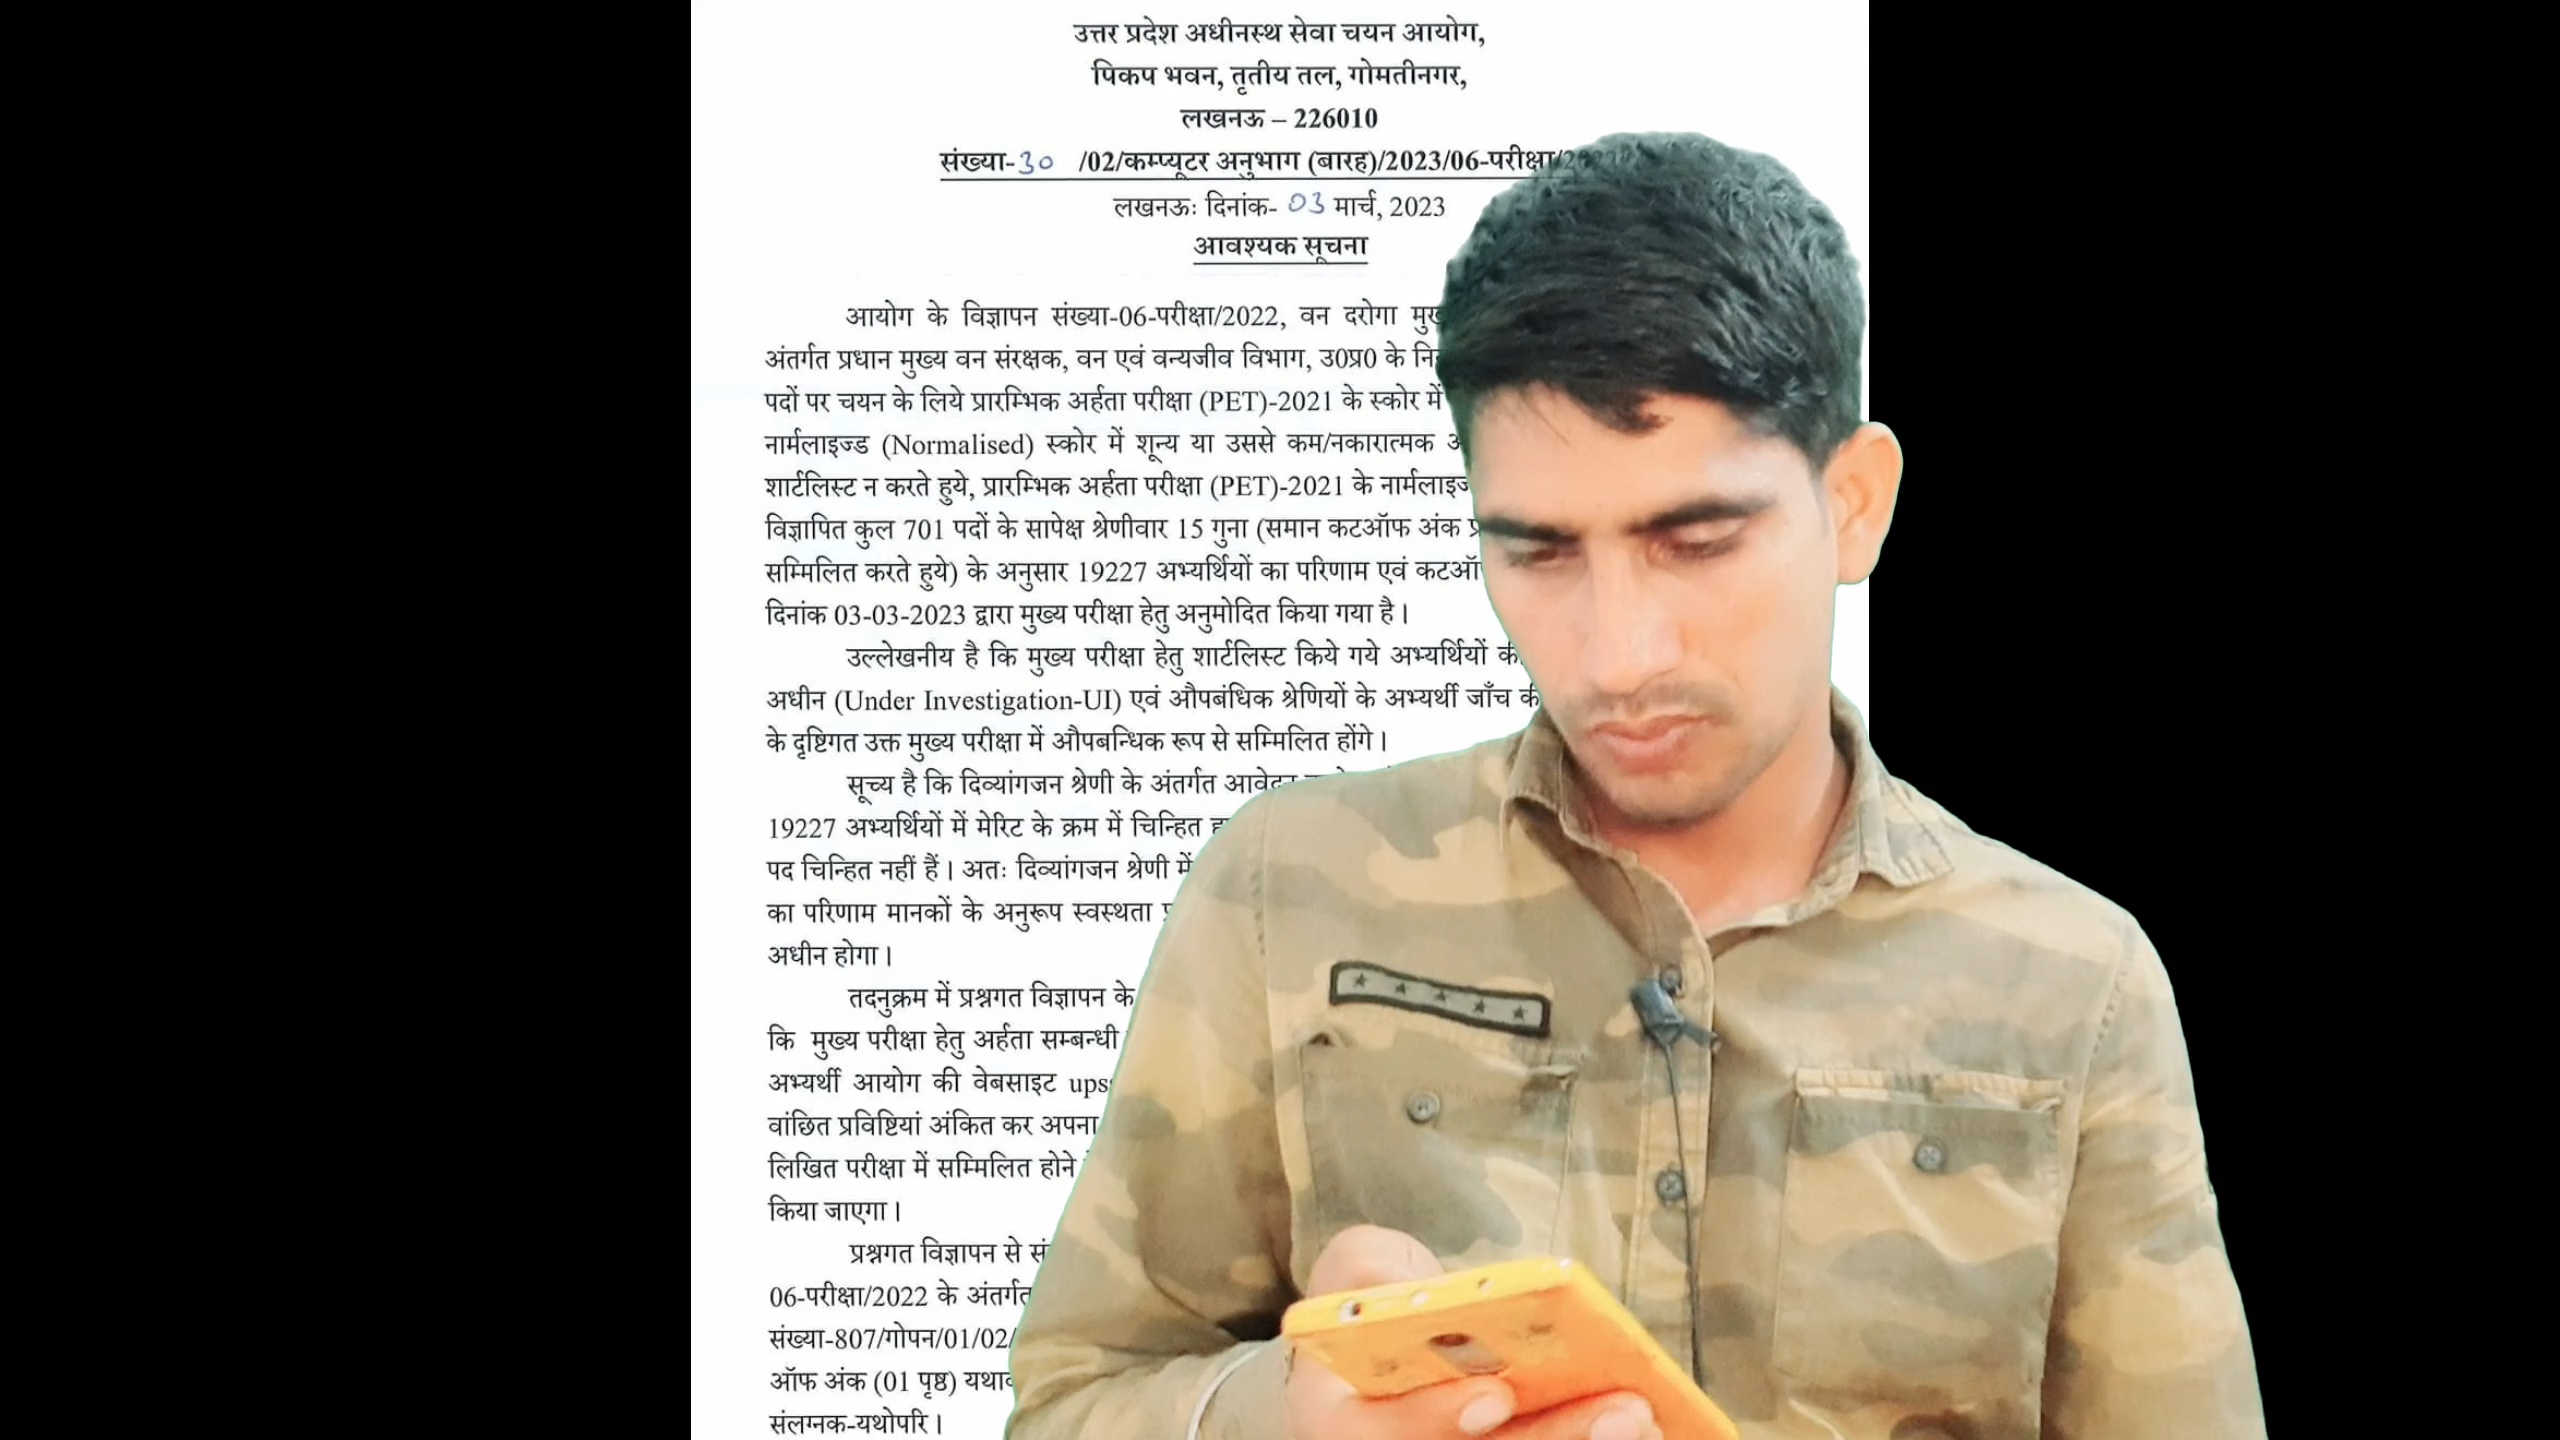 उत्तर प्रदेश अधीनस्थ सेवा चयन आयोग,
पिकप भवन, तृतीय तल, गोमतीनगर,
लखनऊ – 226010
संख्या-30 /02/कम्प्यूटर अनुभाग (बारह)/2023/06-परीक्षा/
लखनऊः दिनांक- 03 मार्च, 2023
आवश्यक सूचना
आयोग के विज्ञापन संख्या-06-परीक्षा/2022, वन दरोगा
अंतर्गत प्रधान मुख्य वन संरक्षक, वन एवं वन्यजीव विभाग, उ0प्र0 के
पदों पर चयन के लिये प्रारम्भिक अर्हता परीक्षा (PET)-2021 के स्कोर में
नार्मलाइज्ड (Normalised) स्कोर में शून्य या उससे कम/नकारात्मक
शार्टलिस्ट न करते हुये, प्रारम्भिक अर्हता परीक्षा (PET)-2021 के
विज्ञापित कुल 701 पदों के सापेक्ष श्रेणीवार 15 गुना (समान कटऑफ अंक
सम्मिलित करते हुये) के अनुसार 19227 अभ्यर्थियों का परिणाम एवं
दिनांक 03-03-2023 द्वारा मुख्य परीक्षा हेतु अनुमोदित किया गया है।
उल्लेखनीय है कि मुख्य परीक्षा हेतु शार्टलिस्ट किये गये अभ्यर्थियों
अधीन (Under Investigation-UI) एवं औपबंधिक श्रेणियों के अभ्यर्थी जाँच
के दृष्टिगत उक्त मुख्य परीक्षा में औपबन्धिक रूप से सम्मिलित होंगे।
सूच्य है कि दिव्यांगजन श्रेणी के अंतर्गत
19227 अभ्यर्थियों में मेरिट के क्रम में चिन्हित
पद चिन्हित नहीं हैं। अतः दिव्यांगजन श्रेणी में
का परिणाम मानकों के अनुरूप स्वस्थता
अधीन होगा।
तदनुक्रम में प्रश्नगत विज्ञापन के
कि मुख्य परीक्षा हेतु अर्हता सम्बन्धी
अभ्यर्थी आयोग की वेबसाइट
वांछित प्रविष्टियां अंकित कर अपना
लिखित परीक्षा में सम्मिलित होने
किया जाएगा।
प्रश्नगत विज्ञापन से
06-परीक्षा/2022 के अंतर्गत
संख्या-807/गोपन/01/02/
ऑफ अंक (01 पृष्ठ)
संलग्नक-यथोपरि।